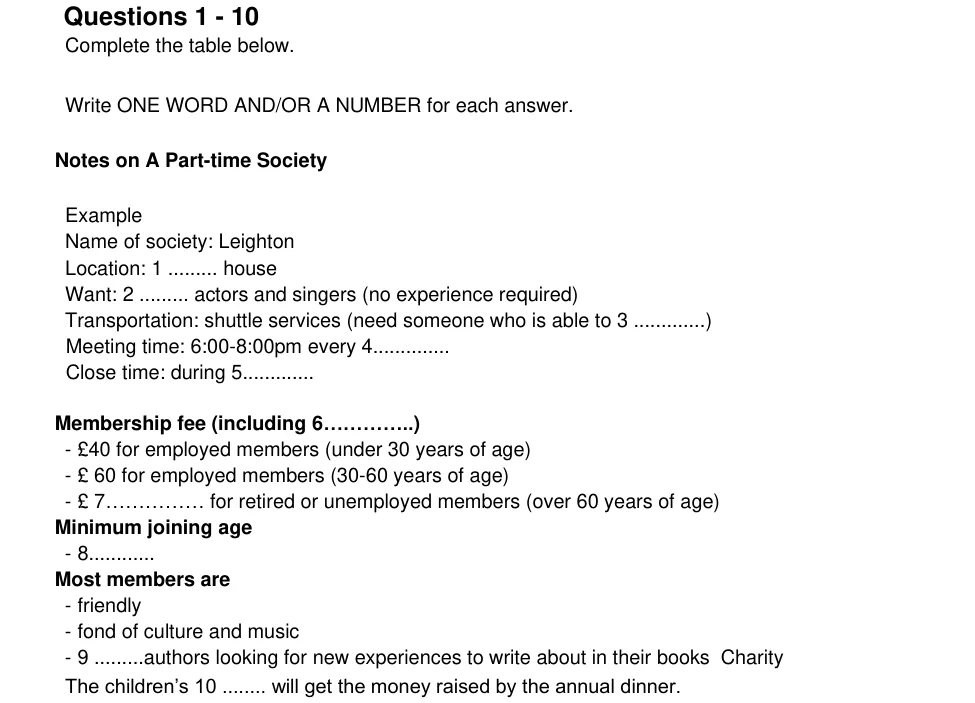 Questions 1 - 10
Complete the table below.
Write ONE WORD AND/OR A NUMBER for each answer.
Notes on A Part-time Society
Example
Name of society: Leighton
Location: 1 ......... house
Want: 2 ......... actors and singers (no experience required)
Transportation: shuttle services (need someone who is able to 3 .............)
Meeting time: 6:00-8:00pm every 4..............
Close time: during 5.............
Membership fee (including 6…………..)
- £40 for employed members (under 30 years of age)
- £ 60 for employed members (30-60 years of age)
- £ 7…………… for retired or unemployed members (over 60 years of age)
Minimum joining age
- 8............
Most members are
- friendly
- fond of culture and music
- 9 .........authors looking for new experiences to write about in their books  Charity
The children’s 10 ........ will get the money raised by the annual dinner.